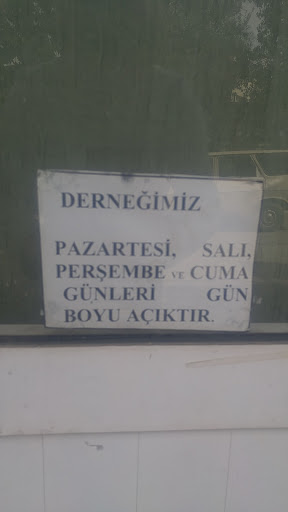 DERNEĞİMİZ
PAZARTESİ, SALI,
PERŞEMBE VE CUMA
GÜNLERİ GÜN
BOYU AÇIKTIR.